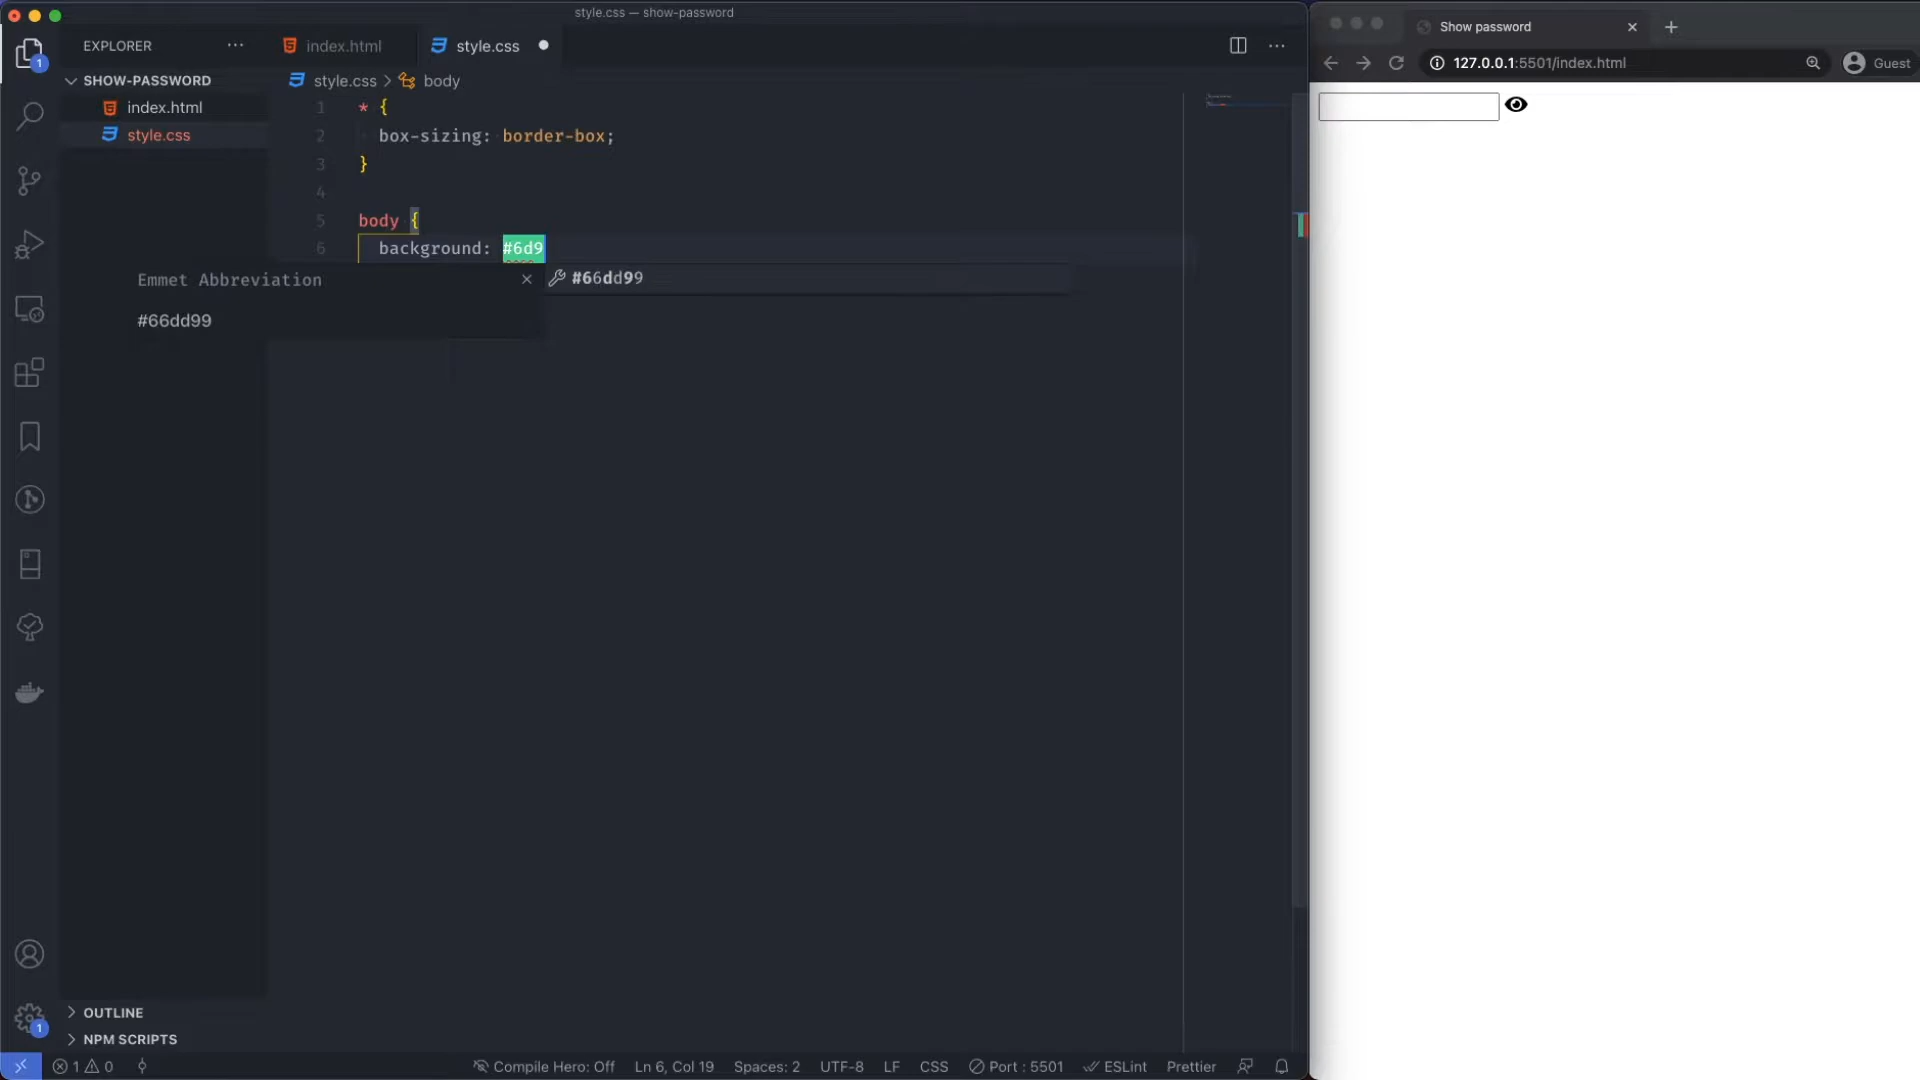 style.css — show-password
EXPLORER
index.html
style.css
SHOW-PASSWORD
style.css
body
index.html
style.css
1 * {
2 box-sizing: border-box;
3 }
4
5 body {
6 background: #6d9
Emmet Abbreviation
#66dd99
#66dd99
1
1
OUTLINE
NPM SCRIPTS
1 0
Compile Hero: Off
Ln 6, Col 19
Spaces: 2
UTF-8
LF
CSS
Port : 5501
ESLint
Prettier
Show password
127.0.0.1:5501/index.html
Guest